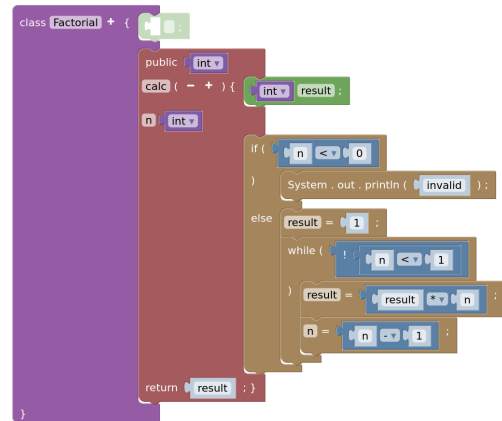 class Factorial + { ;
public int ▾
calc ( − + ) { int ▾ result ;
n int ▾
if ( n < ▾ 0
) System . out . println ( invalid ) ;
else result = 1 ;
while ( ! n < ▾ 1
) result = result * ▾ n ;
n = n - ▾ 1 ;
return result ; }
}